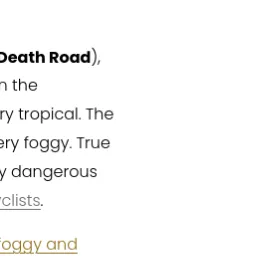 Death Road),
n the
ry tropical. The
ery foggy. True
y dangerous
clists.
foggy and